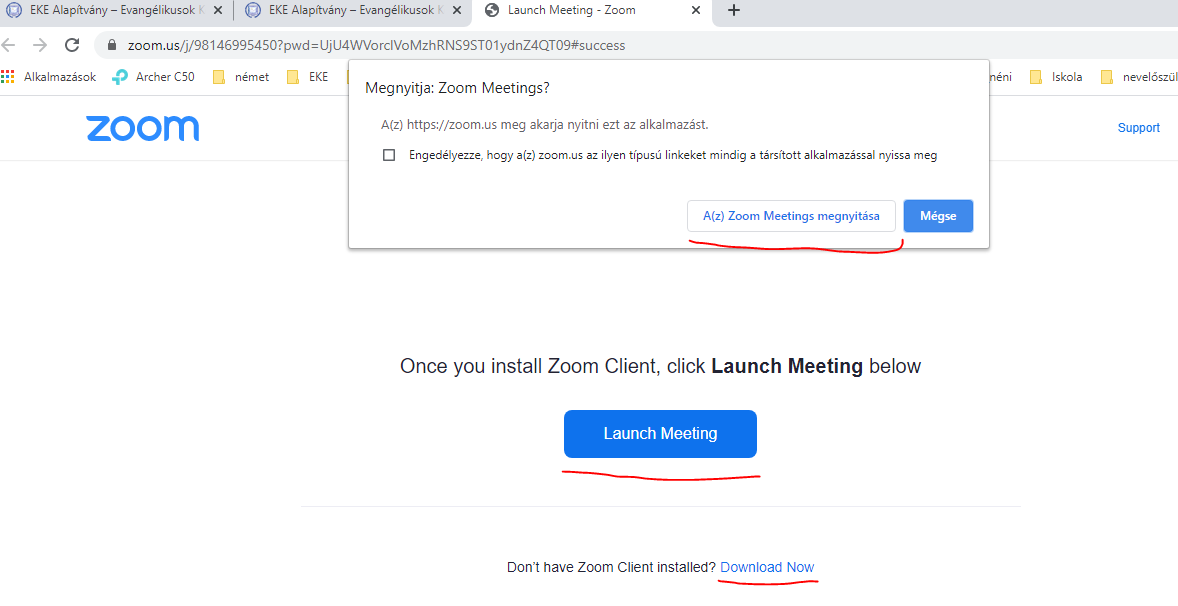 EKE Alapítvány – Evangélikusok K
EKE Alapítvány – Evangélikusok K
Launch Meeting - Zoom
zoom.us/j/98146995450?pwd=UjU4WVorclVoMzhRNS9ST01ydnZ4QT09#success
Alkalmazások Archer C50 német EKE néni Iskola nevelőszül
Megnyitja: Zoom Meetings?
A(z) https://zoom.us meg akarja nyitni ezt az alkalmazást.
Engedélyezze, hogy a(z) zoom.us az ilyen típusú linkeket mindig a társított alkalmazással nyissa meg
A(z) Zoom Meetings megnyitása Mégse
zoom
Support
Once you install Zoom Client, click Launch Meeting below
Launch Meeting
Don't have Zoom Client installed? Download Now